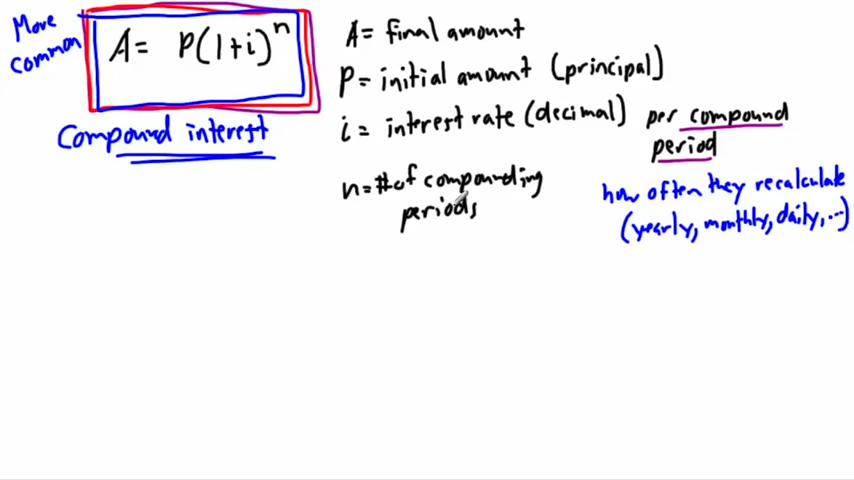 More
common
A = P(1+i)^n
Compound interest
A = final amount
P = initial amount (principal)
i = interest rate (decimal) per compound
period
n = # of compounding
periods
how often they recalculate
(yearly, monthly, daily, ...)